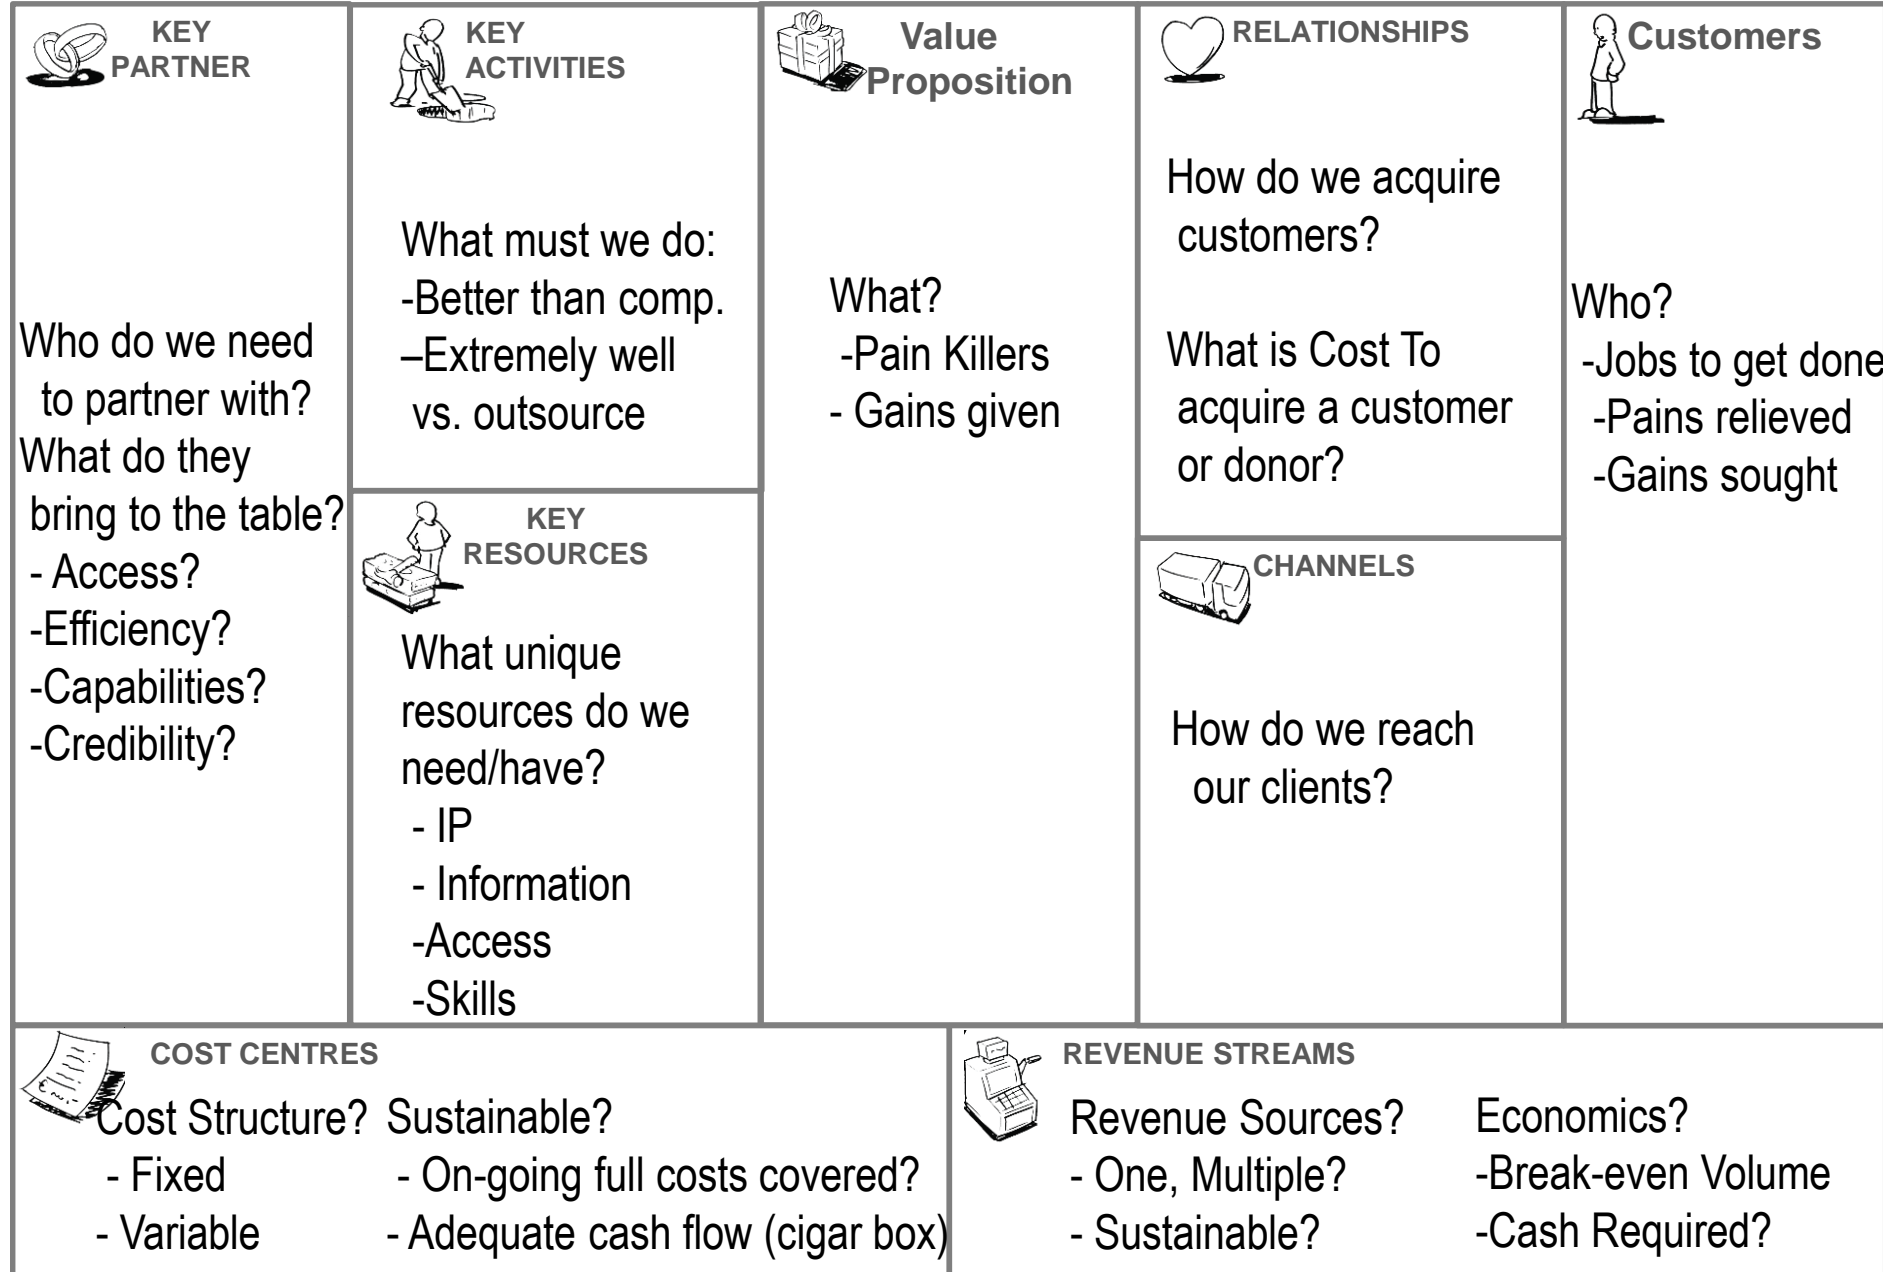 KEY
PARTNER
Who do we need
to partner with?
What do they
bring to the table?
- Access?
-Efficiency?
-Capabilities?
-Credibility?
KEY
ACTIVITIES
What must we do:
-Better than comp.
–Extremely well
vs. outsource
KEY
RESOURCES
What unique
resources do we
need/have?
- IP
- Information
-Access
-Skills
Value
Proposition
What?
-Pain Killers
- Gains given
RELATIONSHIPS
How do we acquire
customers?
What is Cost To
acquire a customer
or donor?
CHANNELS
How do we reach
our clients?
Customers
Who?
-Jobs to get done
-Pains relieved
-Gains sought
COST CENTRES
Cost Structure?
- Fixed
- Variable
Sustainable?
- On-going full costs covered?
- Adequate cash flow (cigar box)
REVENUE STREAMS
Revenue Sources?
- One, Multiple?
- Sustainable?
Economics?
-Break-even Volume
-Cash Required?